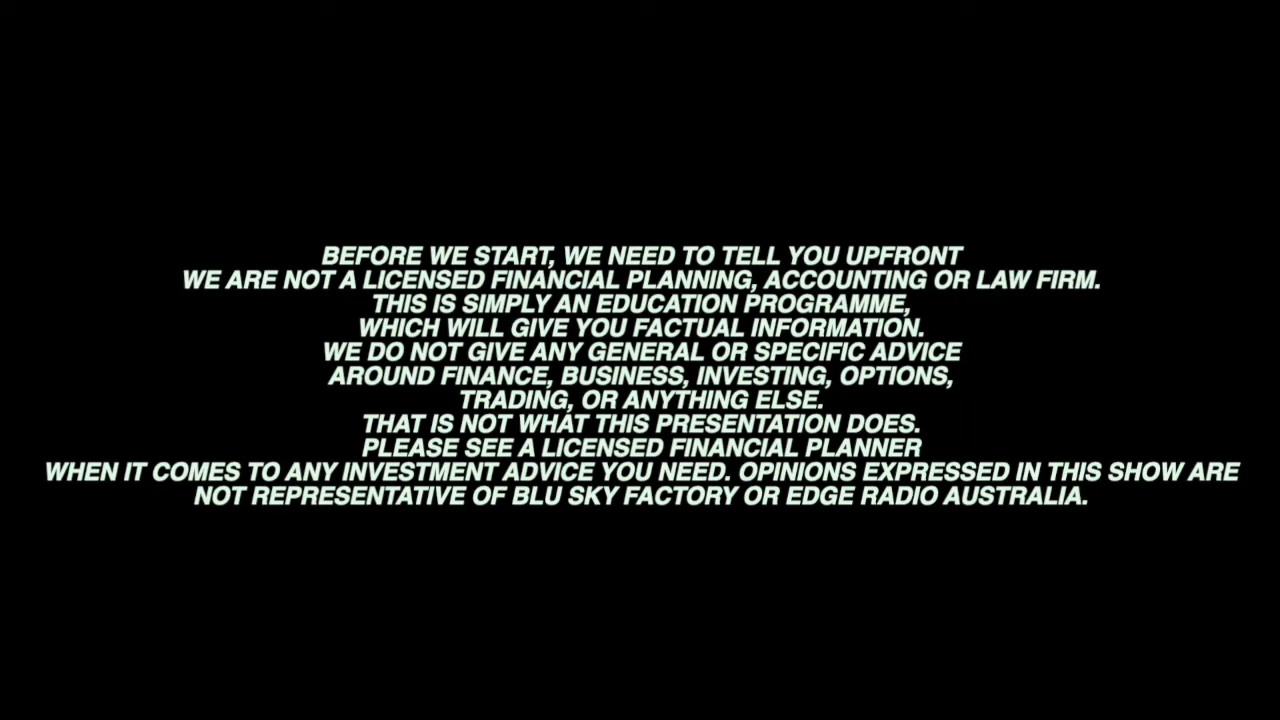 BEFORE WE START, WE NEED TO TELL YOU UPFRONT
WE ARE NOT A LICENSED FINANCIAL PLANNING, ACCOUNTING OR LAW FIRM.
THIS IS SIMPLY AN EDUCATION PROGRAMME,
WHICH WILL GIVE YOU FACTUAL INFORMATION.
WE DO NOT GIVE ANY GENERAL OR SPECIFIC ADVICE
AROUND FINANCE, BUSINESS, INVESTING, OPTIONS,
TRADING, OR ANYTHING ELSE.
THAT IS NOT WHAT THIS PRESENTATION DOES.
PLEASE SEE A LICENSED FINANCIAL PLANNER
WHEN IT COMES TO ANY INVESTMENT ADVICE YOU NEED. OPINIONS EXPRESSED IN THIS SHOW ARE
NOT REPRESENTATIVE OF BLU SKY FACTORY OR EDGE RADIO AUSTRALIA.